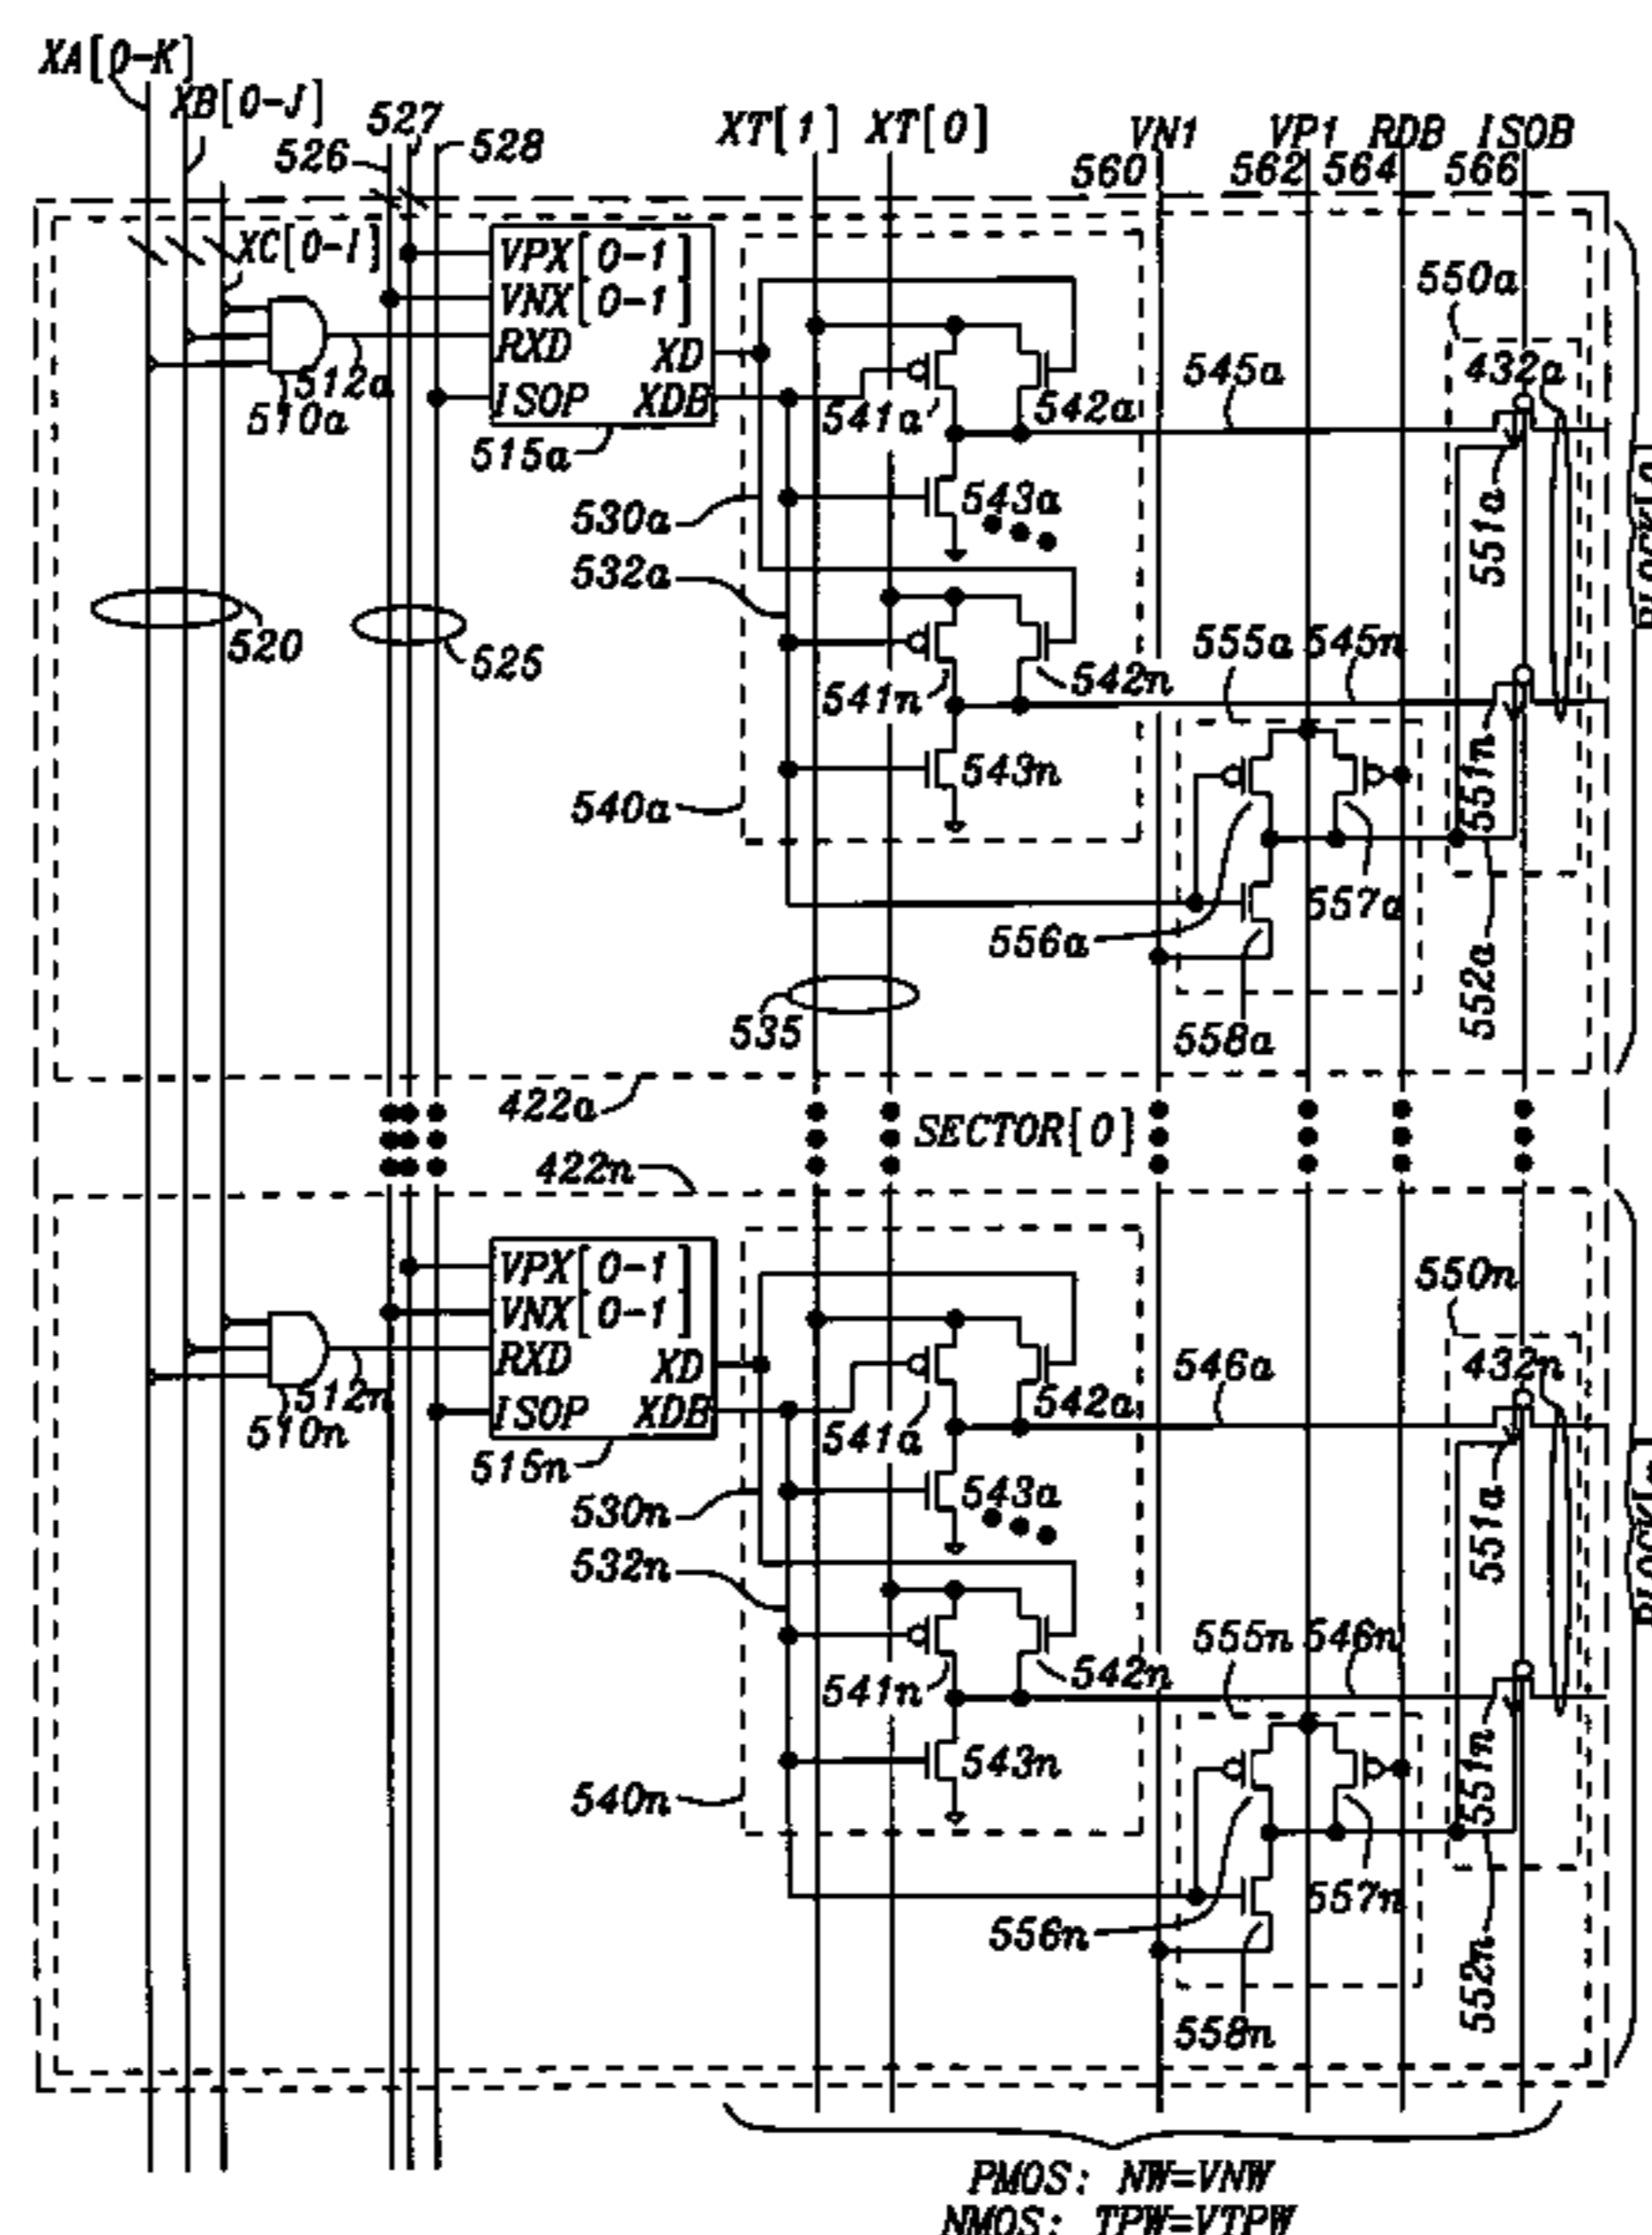 XA[0-K]
XB[0-J]
526
527
528
XT[1]
XT[0]
VN1
560
VP1
562
RDB
564
ISOB
566
XC[0-I]
VPX[0-1]
VNX[0-1]
RXD
XD
ISOP
XDB
512a
510a
515a
541a
542a
545a
550a
432a
551a
530a
543a
532a
520
525
541n
542n
555a
545n
551n
543n
540a
556a
557a
552a
535
558a
422a
SECTOR[0]
422n
VPX[0-1]
VNX[0-1]
RXD
XD
ISOP
XDB
512n
510n
515n
541a
542a
546a
550n
432n
551a
530n
543a
532n
541n
542n
555n
546n
551n
543n
540n
556n
557n
552n
558n
PMOS: NW=VNW
NMOS: TPW=VTPW